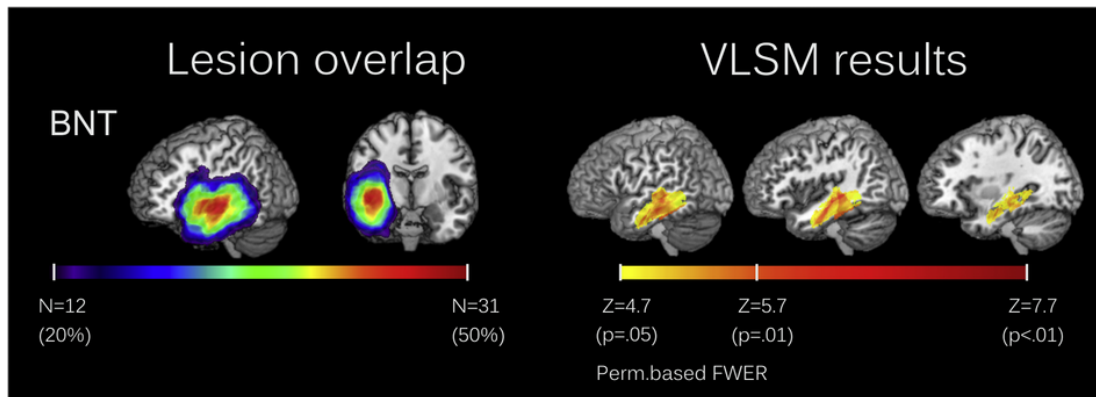 Lesion overlap
VLSM results
BNT
N=12
(20%)
N=31
(50%)
Z=4.7
(p=.05)
Z=5.7
(p=.01)
Z=7.7
(p<.01)
Perm.based FWER